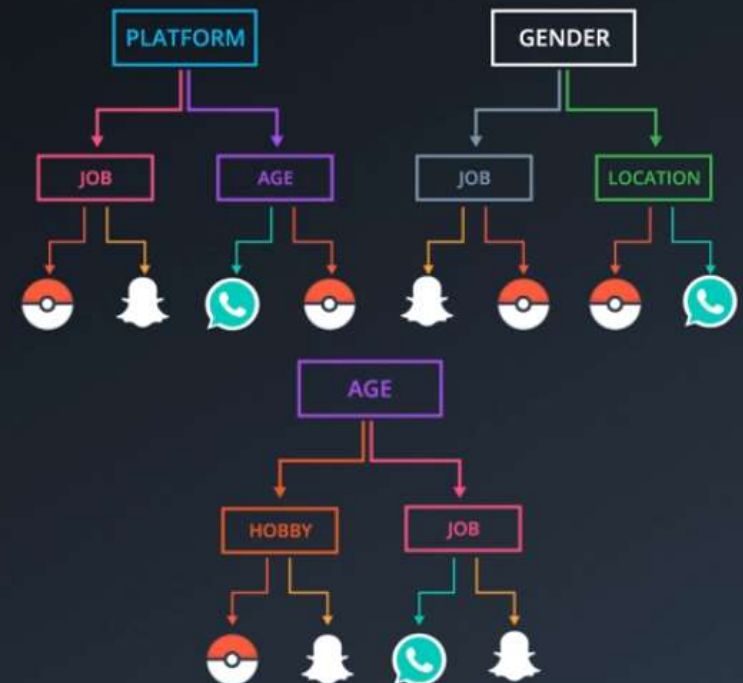 PLATFORM
GENDER
JOB
AGE
JOB
LOCATION
AGE
HOBBY
JOB